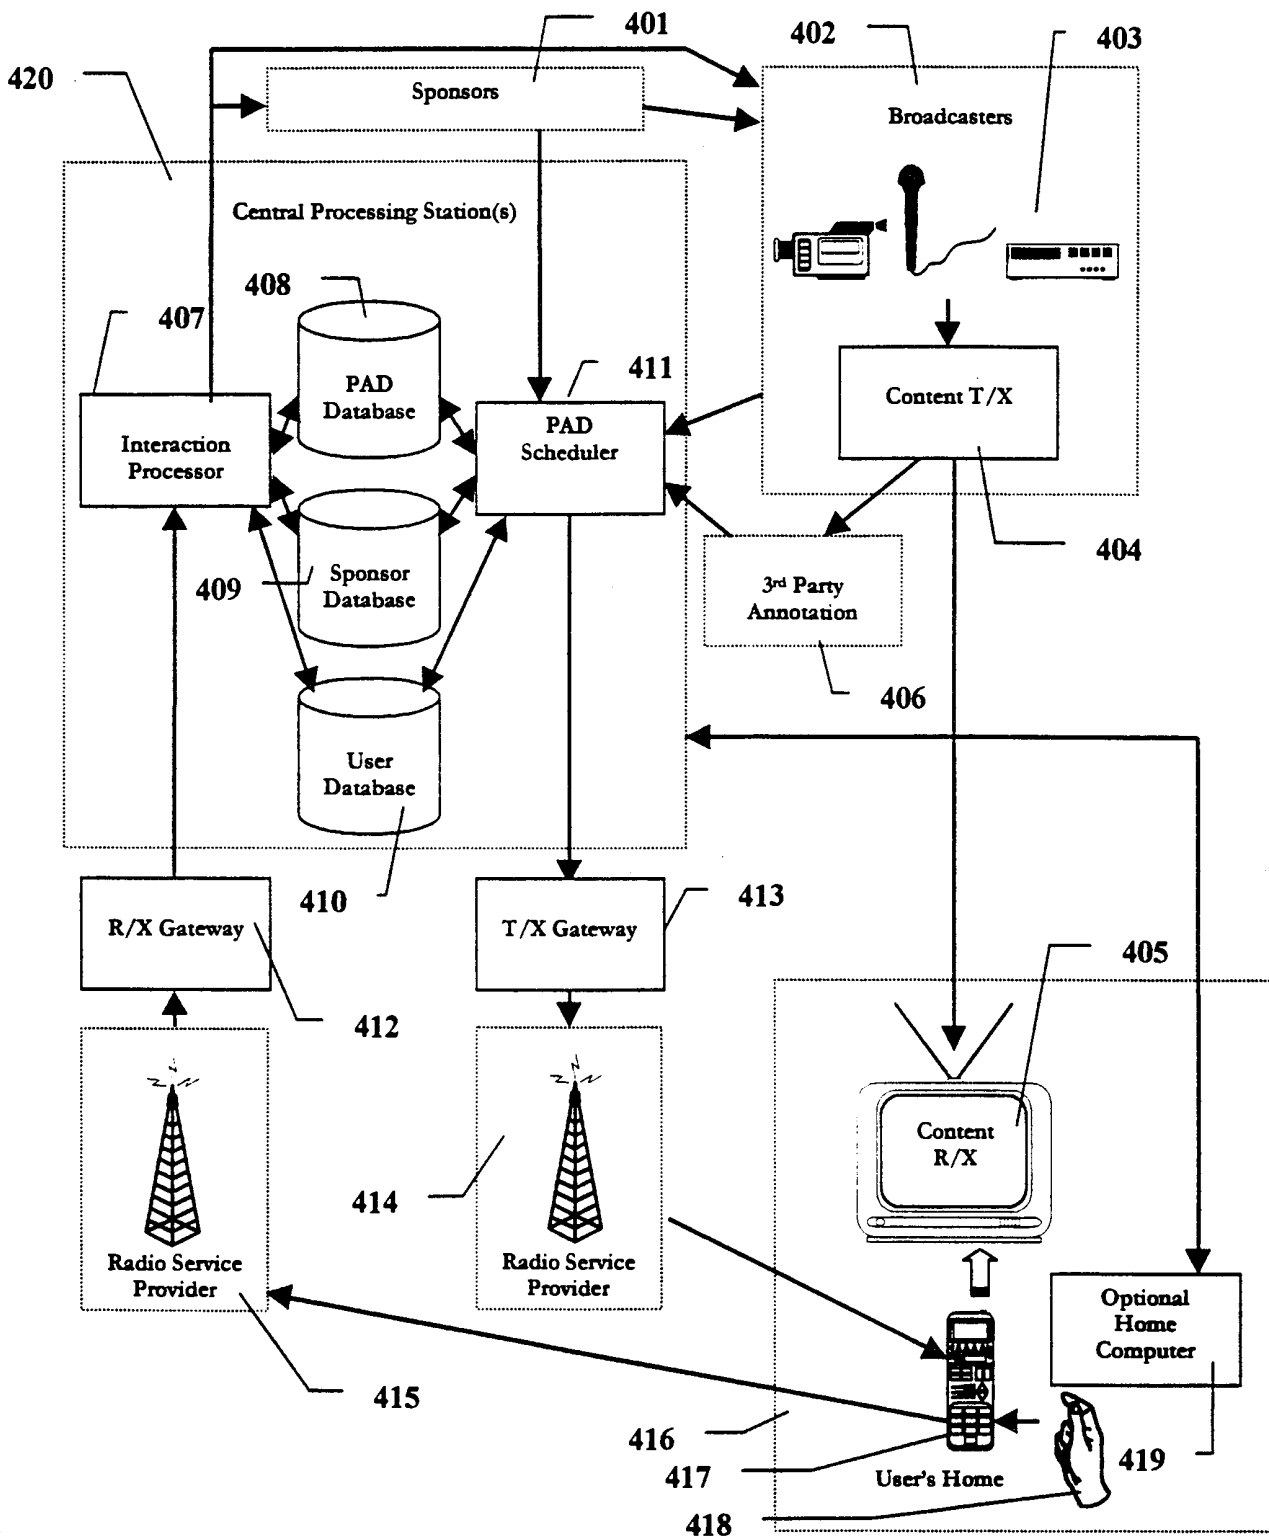 401
402
403
420
Sponsors
Broadcasters
Central Processing Station(s)
408
407
411
PAD
Database
PAD
Scheduler
Content T/X
Interaction
Processor
404
409
Sponsor
Database
3rd Party
Annotation
406
User
Database
410
413
R/X Gateway
T/X Gateway
405
412
Content
R/X
414
Radio Service
Provider
Radio Service
Provider
Optional
Home
Computer
415
416
417
User's Home
419
418